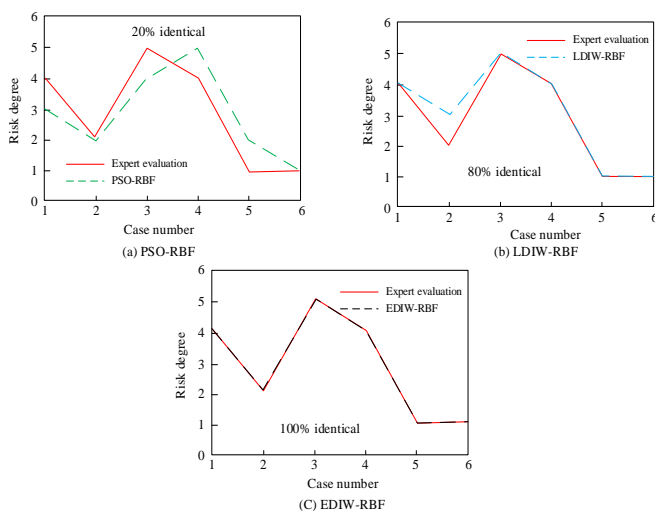 6
5
4
3
2
1
0
Risk degree
20% identical
Expert evaluation
PSO-RBF
1 2 3 4 5 6
Case number
(a) PSO-RBF
6
5
4
3
2
1
0
Risk degree
Expert evaluation
LDIW-RBF
80% identical
1 2 3 4 5 6
Case number
(b) LDIW-RBF
6
5
4
3
2
1
0
Risk degree
Expert evaluation
EDIW-RBF
100% identical
1 2 3 4 5 6
Case number
(C) EDIW-RBF